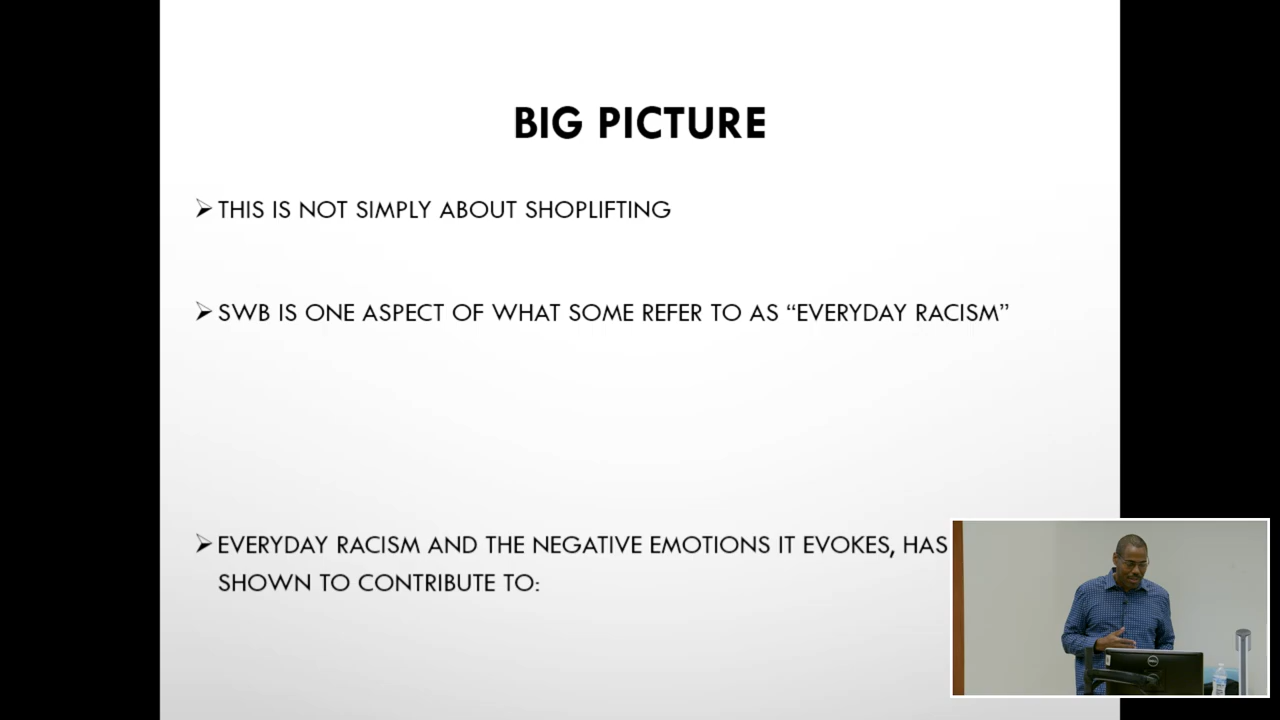 BIG PICTURE
THIS IS NOT SIMPLY ABOUT SHOPLIFTING
SWB IS ONE ASPECT OF WHAT SOME REFER TO AS “EVERYDAY RACISM”
EVERYDAY RACISM AND THE NEGATIVE EMOTIONS IT EVOKES, HAS
SHOWN TO CONTRIBUTE TO:
DELL